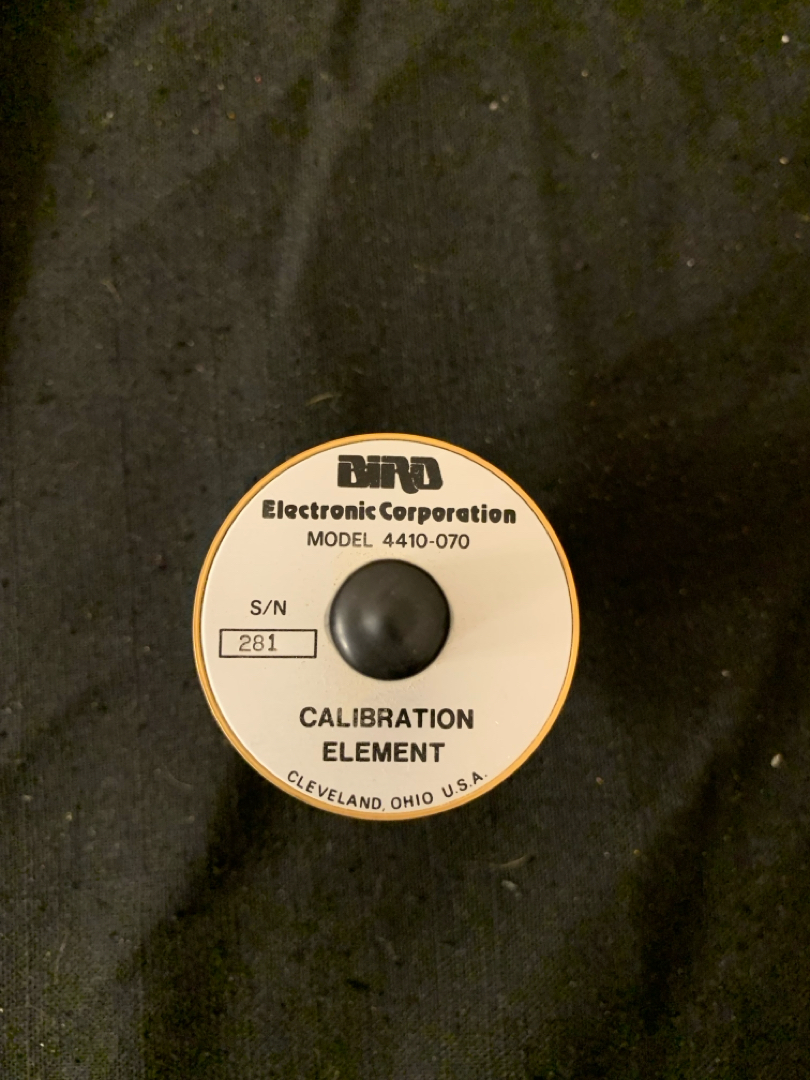 BIRD
Electronic Corporation
MODEL 4410-070
S/N
281
CALIBRATION
ELEMENT
CLEVELAND, OHIO U.S.A.